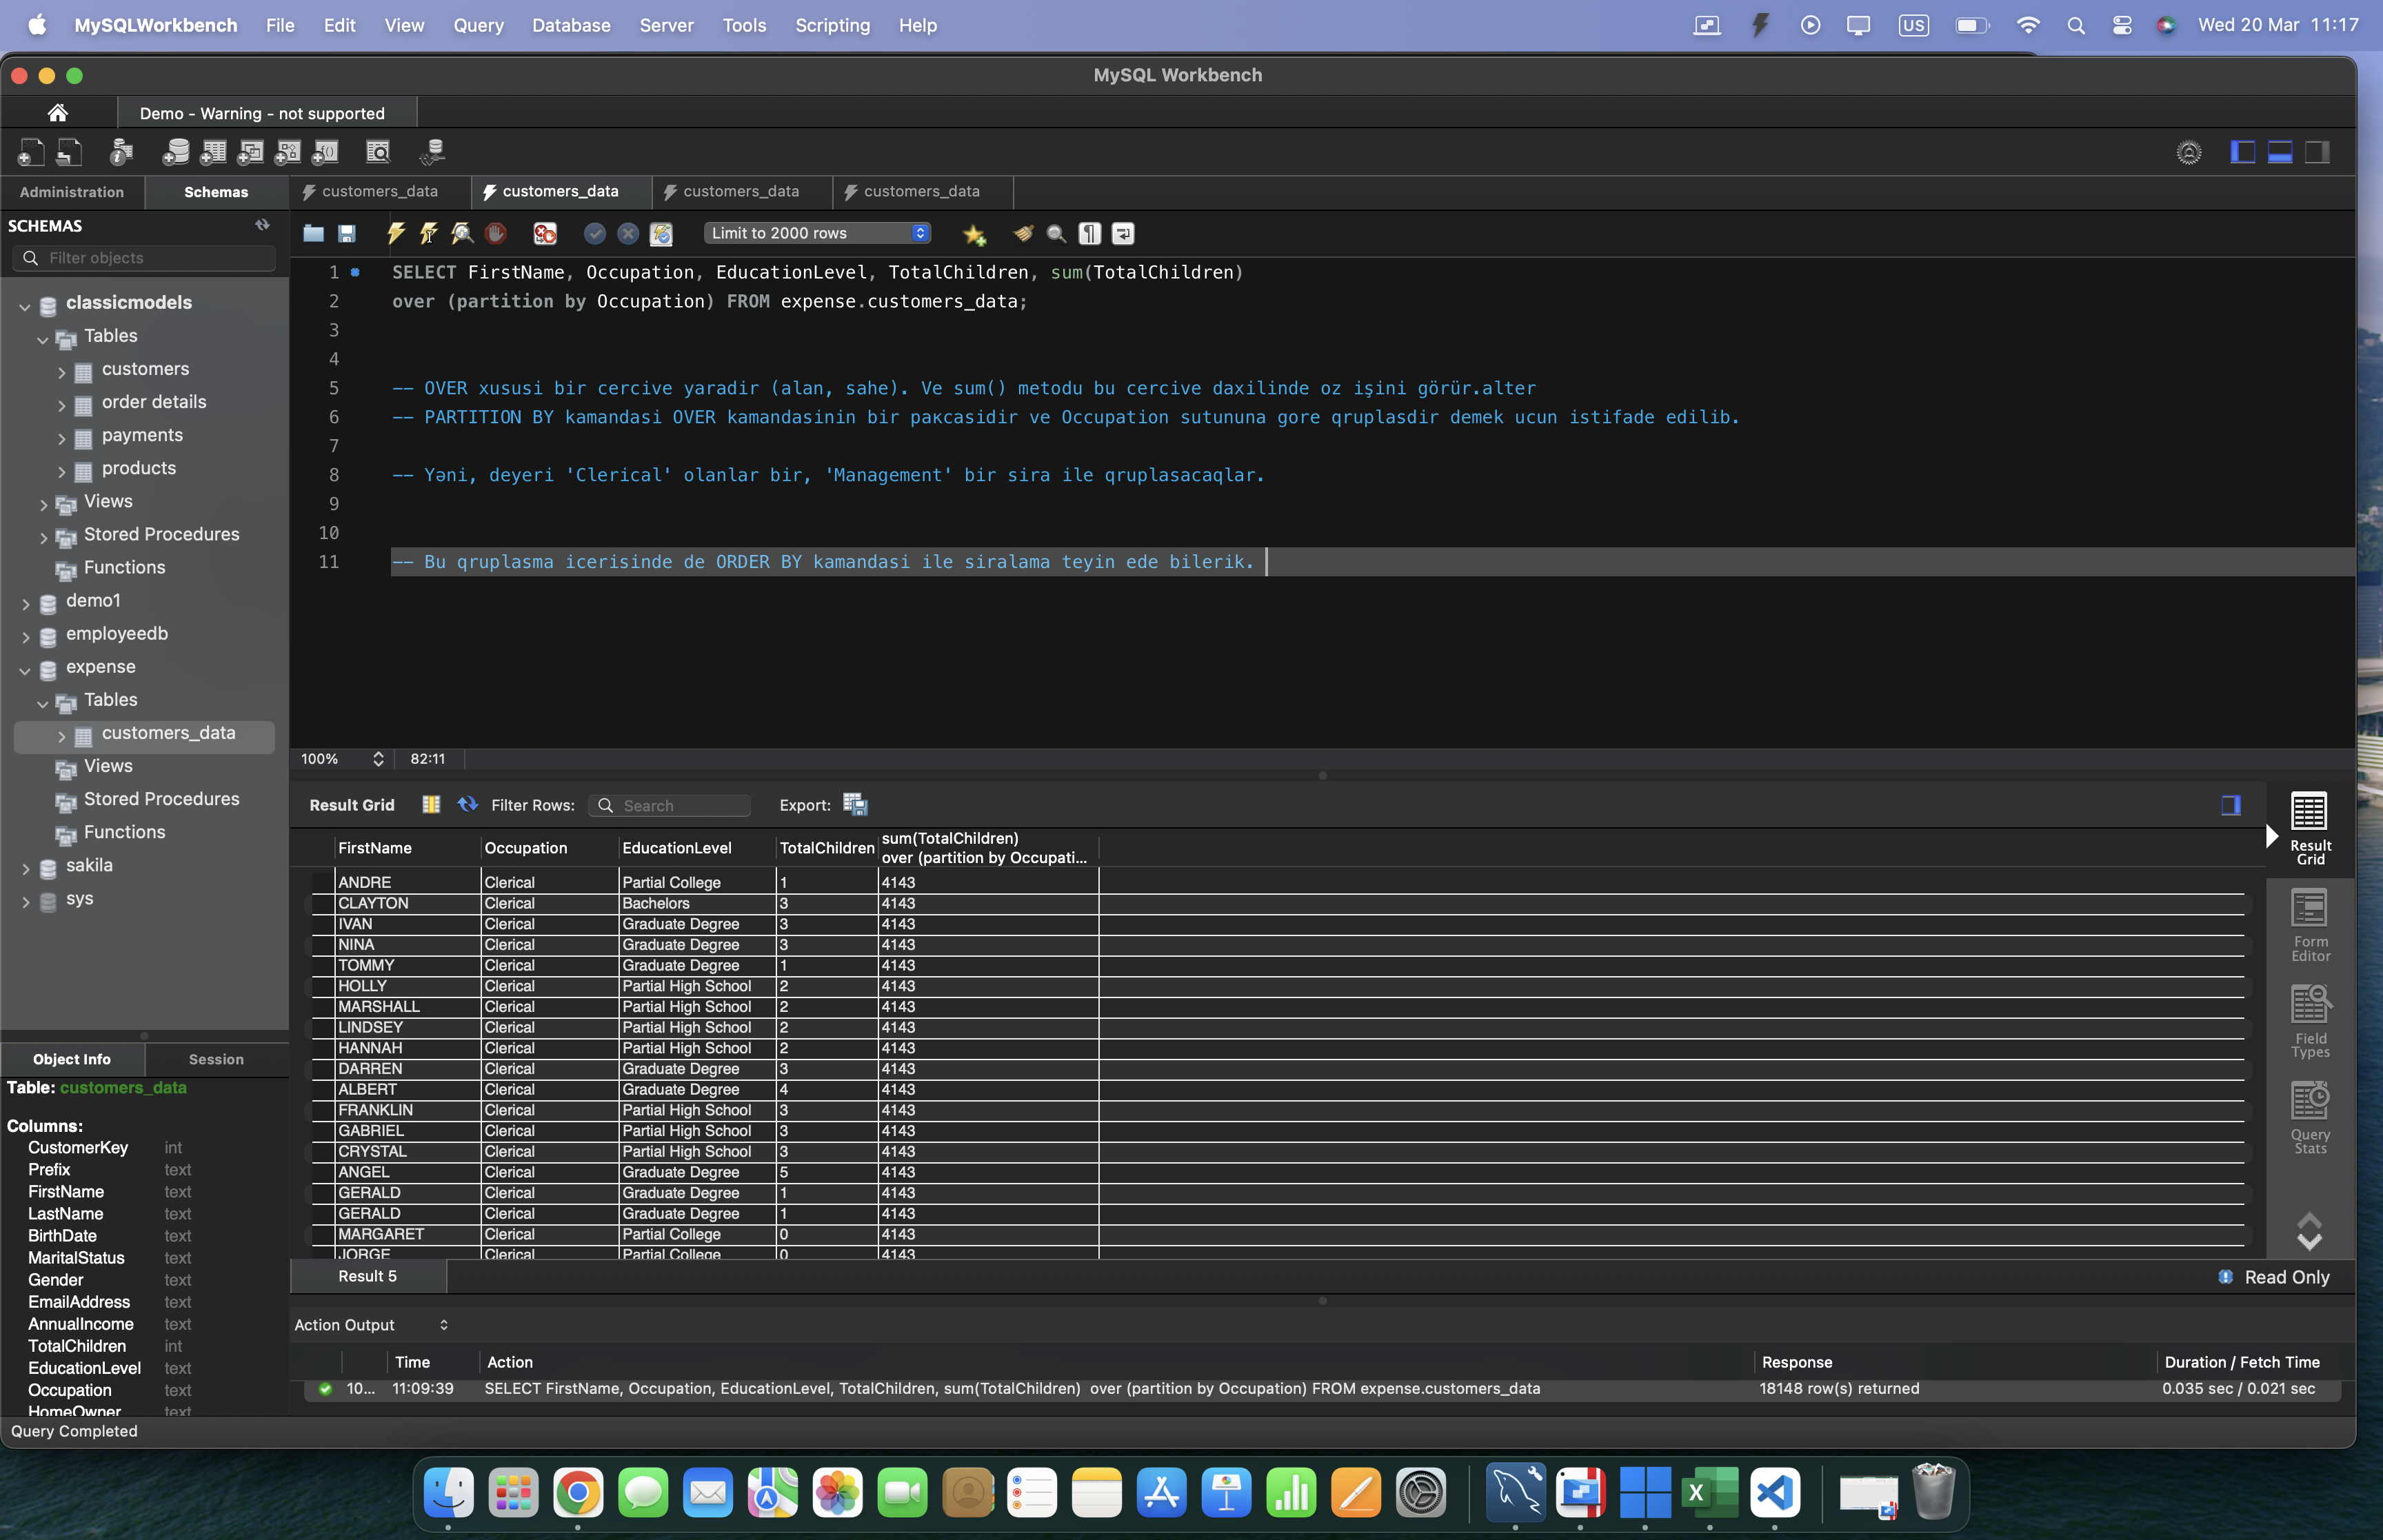 MySQLWorkbench File Edit View Query Database Server Tools Scripting Help US Wed 20 Mar 11:17
MySQL Workbench
Demo - Warning - not supported
Administration Schemas customers_data customers_data customers_data customers_data
SCHEMAS
Filter objects
classicmodels
Tables
customers
order details
payments
products
Views
Stored Procedures
Functions
demo1
employeedb
expense
Tables
customers_data
Views
Stored Procedures
Functions
sakila
sys
Limit to 2000 rows
1 SELECT FirstName, Occupation, EducationLevel, TotalChildren, sum(TotalChildren)
2 over (partition by Occupation) FROM expense.customers_data;
3
4
5 -- OVER xususi bir cercive yaradir (alan, sahe). Ve sum() metodu bu cercive daxilinde oz işini görür.alter
6 -- PARTITION BY kamandasi OVER kamandasinin bir paкcasidir ve Occupation sutununa gore qruplasdir demek ucun istifade edilib.
7
8 -- Yəni, deyeri 'Clerical' olanlar bir, 'Management' bir sira ile qruplasacaqlar.
9
10
11 -- Bu qruplasma icerisinde de ORDER BY kamandasi ile siralama teyin ede bilerik.
100% 82:11
Result Grid Filter Rows: Search Export:
FirstName Occupation EducationLevel TotalChildren sum(TotalChildren)
over (partition by Occupati...
ANDRE Clerical Partial College 1 4143
CLAYTON Clerical Bachelors 3 4143
IVAN Clerical Graduate Degree 3 4143
NINA Clerical Graduate Degree 3 4143
TOMMY Clerical Graduate Degree 1 4143
HOLLY Clerical Partial High School 2 4143
MARSHALL Clerical Partial High School 2 4143
LINDSEY Clerical Partial High School 2 4143
HANNAH Clerical Partial High School 2 4143
DARREN Clerical Graduate Degree 3 4143
ALBERT Clerical Graduate Degree 4 4143
FRANKLIN Clerical Partial High School 3 4143
GABRIEL Clerical Partial High School 3 4143
CRYSTAL Clerical Partial High School 3 4143
ANGEL Clerical Graduate Degree 5 4143
GERALD Clerical Graduate Degree 1 4143
GERALD Clerical Graduate Degree 1 4143
MARGARET Clerical Partial College 0 4143
JORGE Clerical Partial College 0 4143
Result
Grid
Form
Editor
Field
Types
Query
Stats
Result 5 Read Only
Object Info Session
Table: customers_data
Columns:
CustomerKey int
Prefix text
FirstName text
LastName text
BirthDate text
MaritalStatus text
Gender text
EmailAddress text
AnnualIncome text
TotalChildren int
EducationLevel text
Occupation text
HomeOwner text
Action Output
Time Action Response Duration / Fetch Time
10... 11:09:39 SELECT FirstName, Occupation, EducationLevel, TotalChildren, sum(TotalChildren) over (partition by Occupation) FROM expense.customers_data 18148 row(s) returned 0.035 sec / 0.021 sec
Query Completed